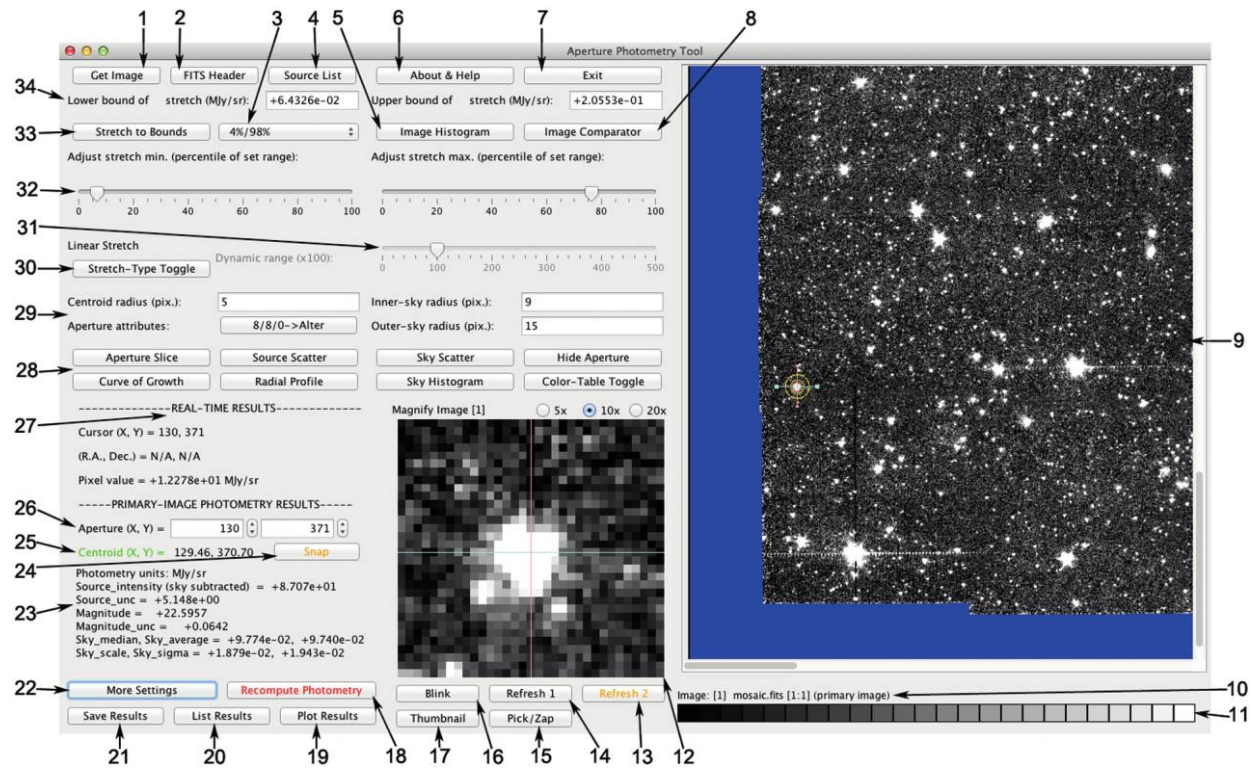 1 2 3 4 5 6 7 8
Aperture Photometry Tool
Get Image FITS Header Source List About & Help Exit
34 Lower bound of stretch (MJy/sr): +6.4326e-02 Upper bound of stretch (MJy/sr): +2.0553e-01
33 Stretch to Bounds 4%/98% Image Histogram Image Comparator
Adjust stretch min. (percentile of set range): Adjust stretch max. (percentile of set range):
32
0 20 40 60 80 100 0 20 40 60 80 100
31
Linear Stretch
Dynamic range (x100):
30 Stretch-Type Toggle 0 100 200 300 400 500
Centroid radius (pix.): 5 Inner-sky radius (pix.): 9
29
Aperture attributes: 8/8/0->Alter Outer-sky radius (pix.): 15
9
Aperture Slice Source Scatter Sky Scatter Hide Aperture
28
Curve of Growth Radial Profile Sky Histogram Color-Table Toggle
27 -----------------REAL-TIME RESULTS----------------- Magnify Image [1] 5x 10x 20x
Cursor (X, Y) = 130, 371
(R.A., Dec.) = N/A, N/A
Pixel value = +1.2278e+01 MJy/sr
-----PRIMARY-IMAGE PHOTOMETRY RESULTS-----
26 Aperture (X, Y) = 130 371
25 Centroid (X, Y) = 129.46, 370.70 Snap
24
Photometry units: MJy/sr
Source_intensity (sky subtracted) = +8.707e+01
23 Source_unc = +5.148e+00
Magnitude = +22.5957
Magnitude_unc = +0.0642
Sky_median, Sky_average = +9.774e-02, +9.740e-02
Sky_scale, Sky_sigma = +1.879e-02, +1.943e-02
22 More Settings Recompute Photometry Blink Refresh 1 Refresh 2 Image: [1] mosaic.fits [1:1] (primary image) 10
Save Results List Results Plot Results Thumbnail Pick/Zap 11
21 20 19 18 17 16 15 14 13 12